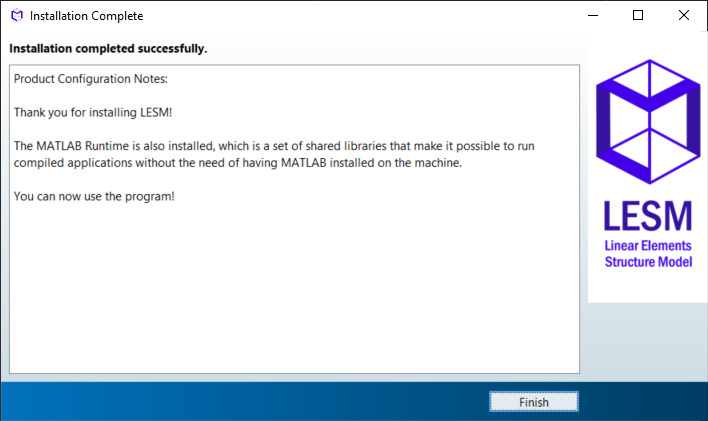 Installation Complete
Installation completed successfully.
Product Configuration Notes:
Thank you for installing LESM!
The MATLAB Runtime is also installed, which is a set of shared libraries that make it possible to run
compiled applications without the need of having MATLAB installed on the machine.
You can now use the program!
LESM
Linear Elements
Structure Model
Finish